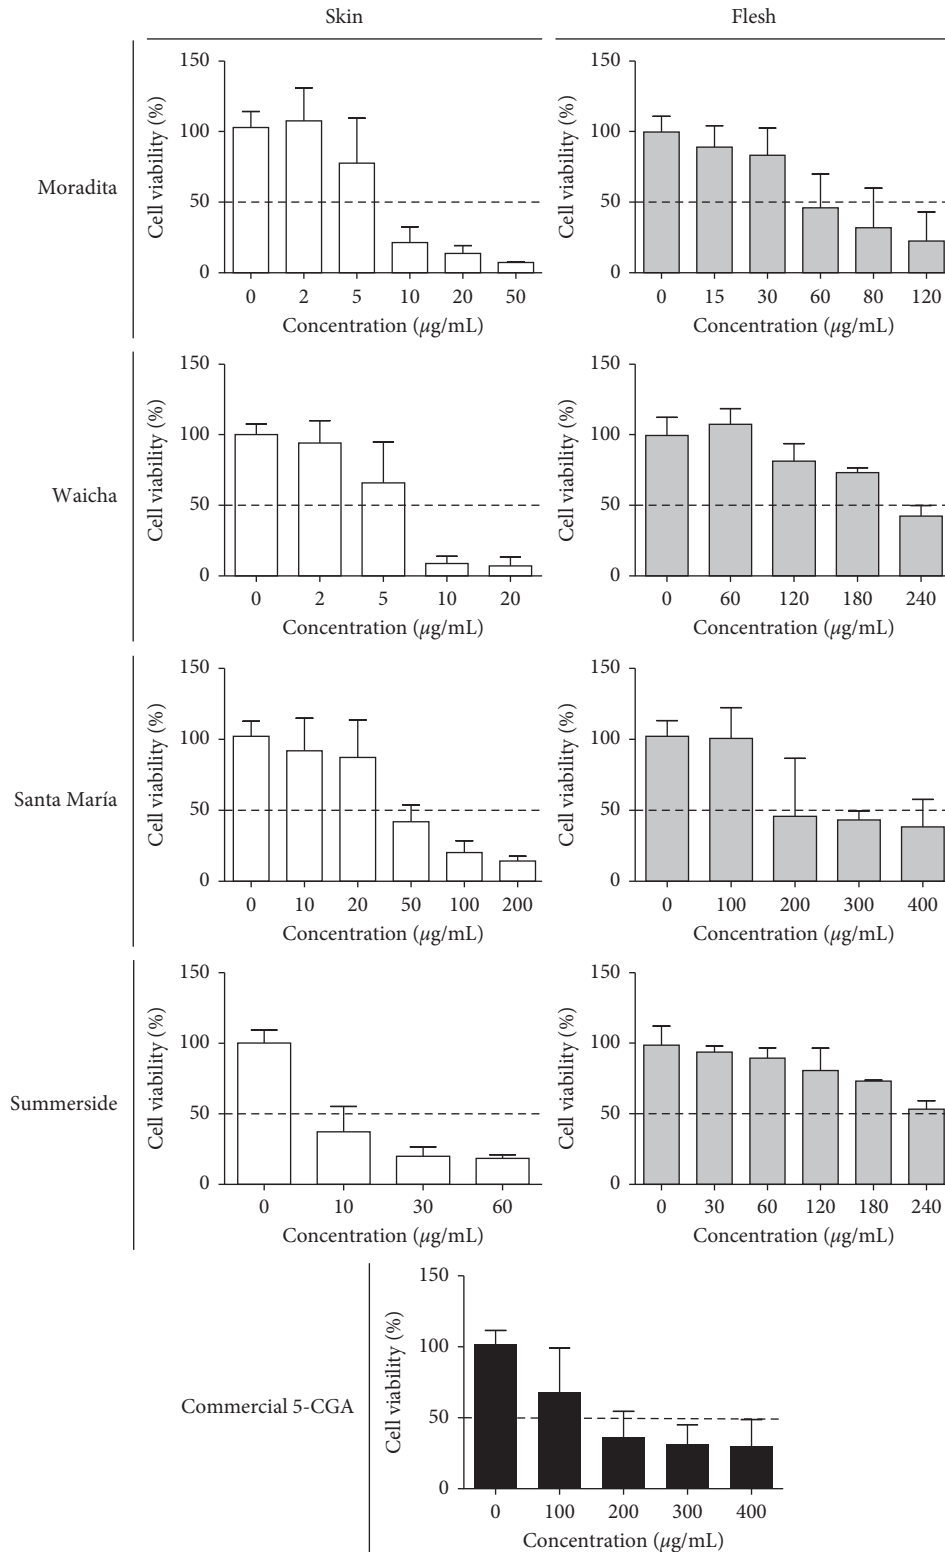 Skin
Flesh
Moradita
Cell viability (%)
150
100
50
0
0 2 5 10 20 50
Concentration (µg/mL)
Cell viability (%)
150
100
50
0
0 15 30 60 80 120
Concentration (µg/mL)
Waicha
Cell viability (%)
150
100
50
0
0 2 5 10 20
Concentration (µg/mL)
Cell viability (%)
150
100
50
0
0 60 120 180 240
Concentration (µg/mL)
Santa María
Cell viability (%)
150
100
50
0
0 10 20 50 100 200
Concentration (µg/mL)
Cell viability (%)
150
100
50
0
0 100 200 300 400
Concentration (µg/mL)
Summerside
Cell viability (%)
150
100
50
0
0 10 30 60
Concentration (µg/mL)
Cell viability (%)
150
100
50
0
0 30 60 120 180 240
Concentration (µg/mL)
Commercial 5-CGA
Cell viability (%)
150
100
50
0
0 100 200 300 400
Concentration (µg/mL)